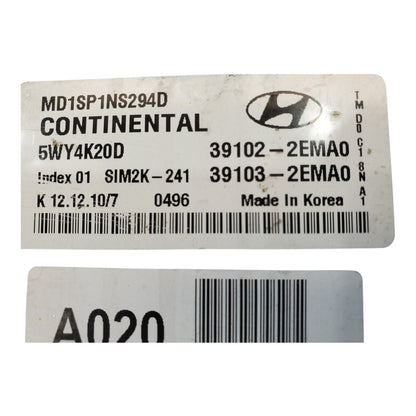 MD1SP1NS294D
CONTINENTAL
5WY4K20D 39102-2EMA0
Index 01 SIM2K-241 39103-2EMA0
K 12.12.10/7 0496 Made In Korea
TM D0 C1 8N A1
A020